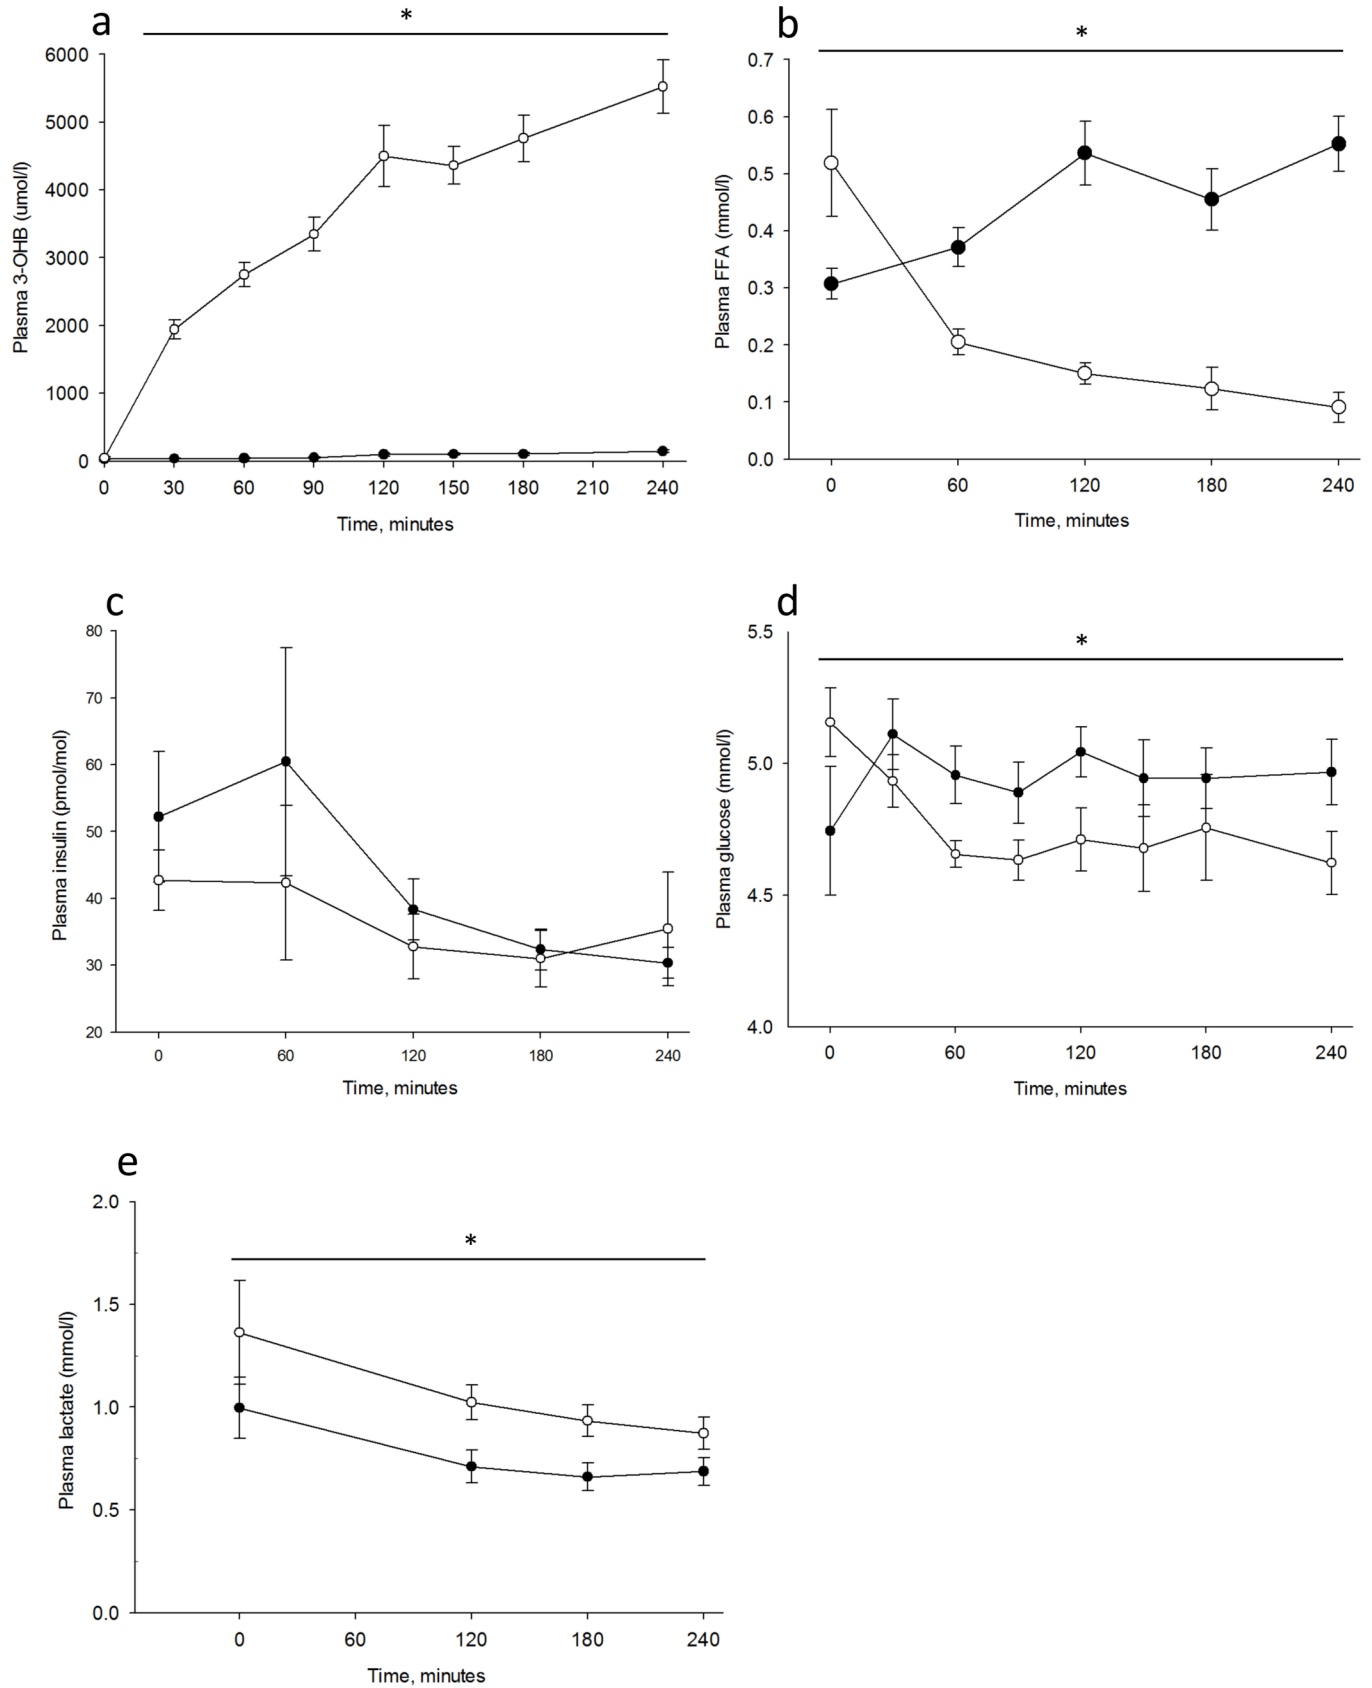 a
*
6000
5000
4000
3000
2000
1000
0
Plasma 3-OHB (umol/l)
0 30 60 90 120 150 180 210 240
Time, minutes
b
*
0.7
0.6
0.5
0.4
0.3
0.2
0.1
0.0
Plasma FFA (mmol/l)
0 60 120 180 240
Time, minutes
c
80
70
60
50
40
30
20
Plasma insulin (pmol/mol)
0 60 120 180 240
Time, minutes
d
*
5.5
5.0
4.5
4.0
Plasma glucose (mmol/l)
0 60 120 180 240
Time, minutes
e
*
2.0
1.5
1.0
0.5
0.0
Plasma lactate (mmol/l)
0 60 120 180 240
Time, minutes